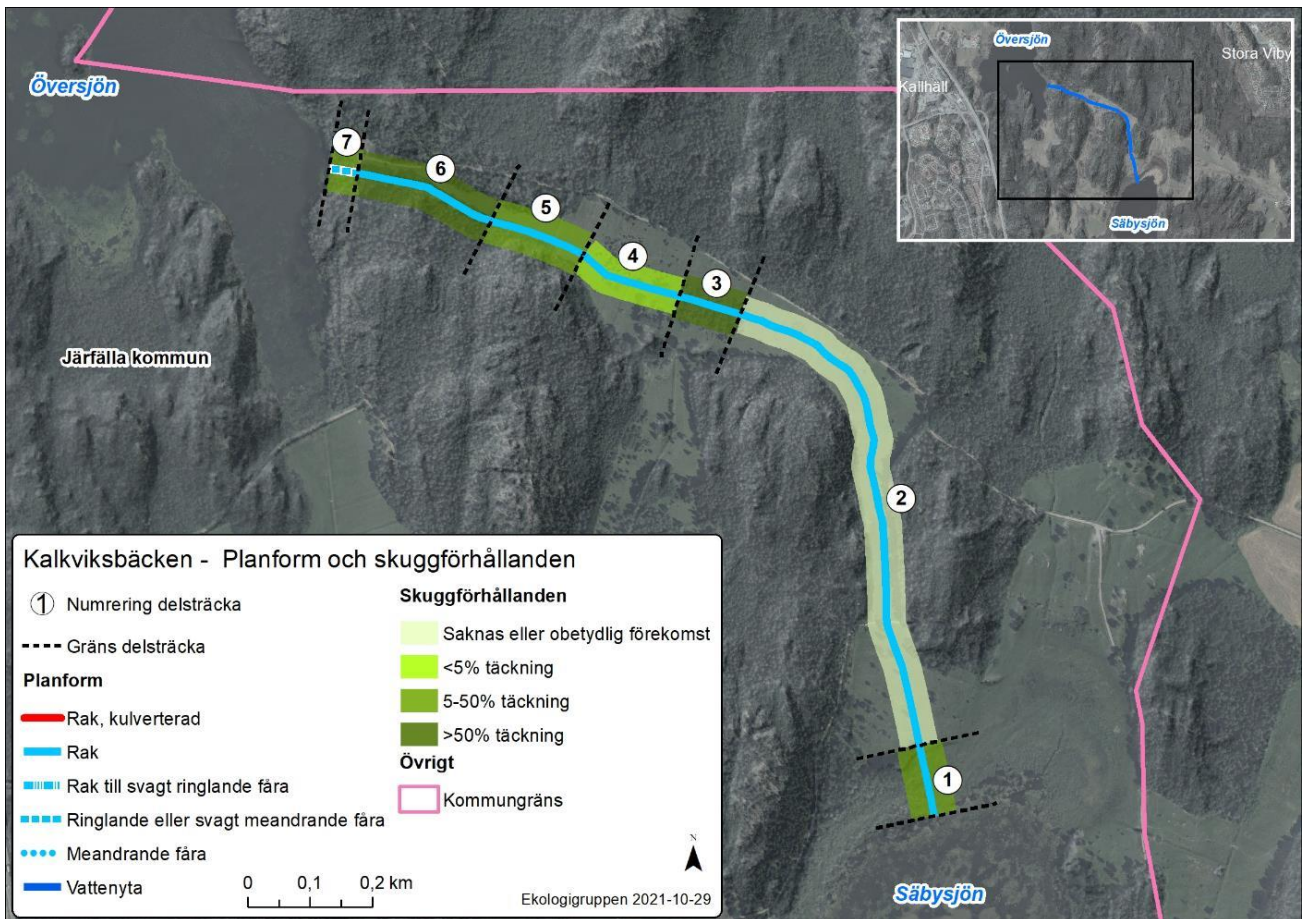 Översjön
Järfälla kommun
7
6
5
4
3
2
1
Säbysjön
Översjön
Stora Viby
Kallhäll
Säbysjön
Kalkviksbäcken - Planform och skuggförhållanden
1 Numrering delsträcka
Gräns delsträcka
Planform
Rak, kulverterad
Rak
Rak till svagt ringlande fåra
Ringlande eller svagt meandrande fåra
Meandrande fåra
Vattenyta
Skuggförhållanden
Saknas eller obetydlig förekomst
<5% täckning
5-50% täckning
>50% täckning
Övrigt
Kommungräns
N
0 0,1 0,2 km
Ekologigruppen 2021-10-29